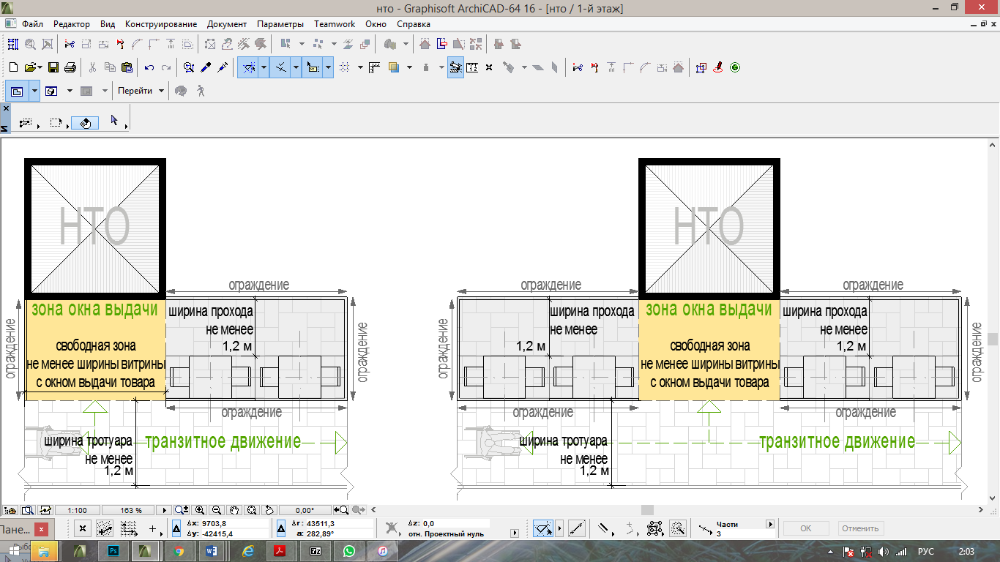 нто - Graphisoft ArchiCAD-64 16 - [нто / 1-й этаж]
Файл Редактор Вид Конструирование Документ Параметры Teamwork Окно Справка
Перейти
НТО
НТО
ограждение
ограждение
ограждение
зона окна выдачи
свободная зона
не менее ширины витрины
с окном выдачи товара
ширина прохода
не менее
1,2 м
ограждение
ограждение
ограждение
ширина тротуара
не менее
1,2 м
транзитное движение
ограждение
ширина прохода
не менее
1,2 м
зона окна выдачи
свободная зона
не менее ширины витрины
с окном выдачи товара
ширина прохода
не менее
1,2 м
ограждение
ограждение
ограждение
ширина тротуара
не менее
1,2 м
транзитное движение
1:100 163 % 0,00°
Пане...
Δx: 9703,8
Δy: -42415,4
Δr: 43511,3
a: 282,89°
Δz: 0,0
отн. Проектный нуль
Части
3
ОК Отменить
Ps
7z
РУС
2:03